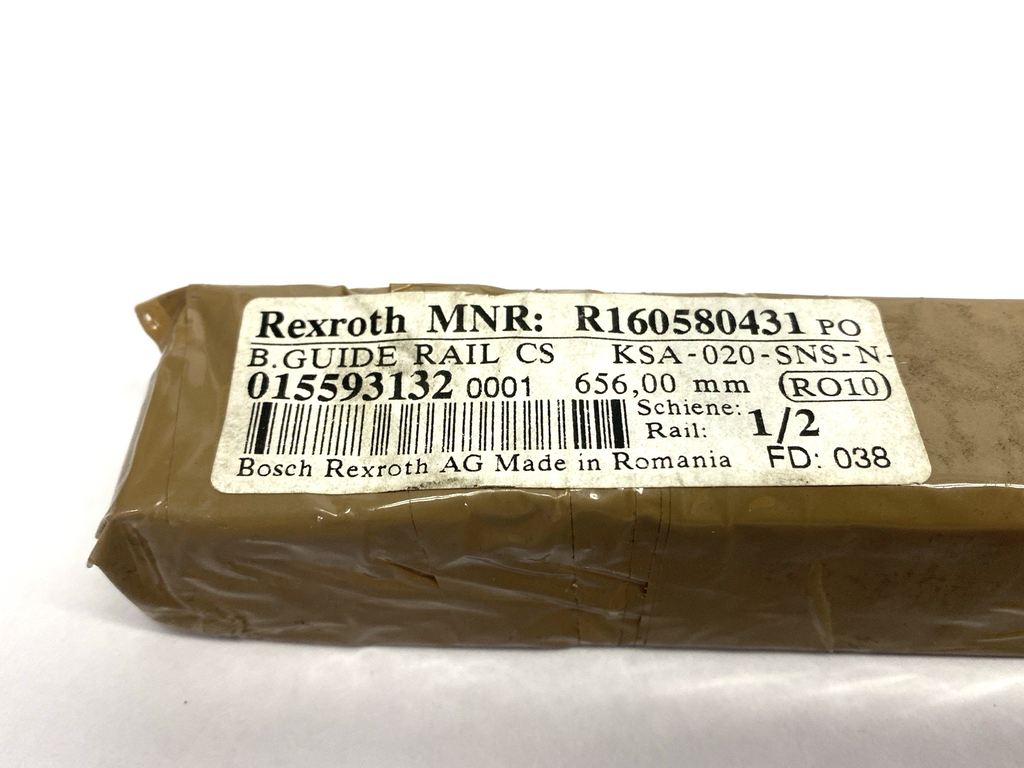 Rexroth MNR: R160580431 PO
B.GUIDE RAIL CS KSA-020-SNS-N-
015593132 0001 656,00 mm RO10
Schiene:
Rail: 1/2
Bosch Rexroth AG Made in Romania FD: 038